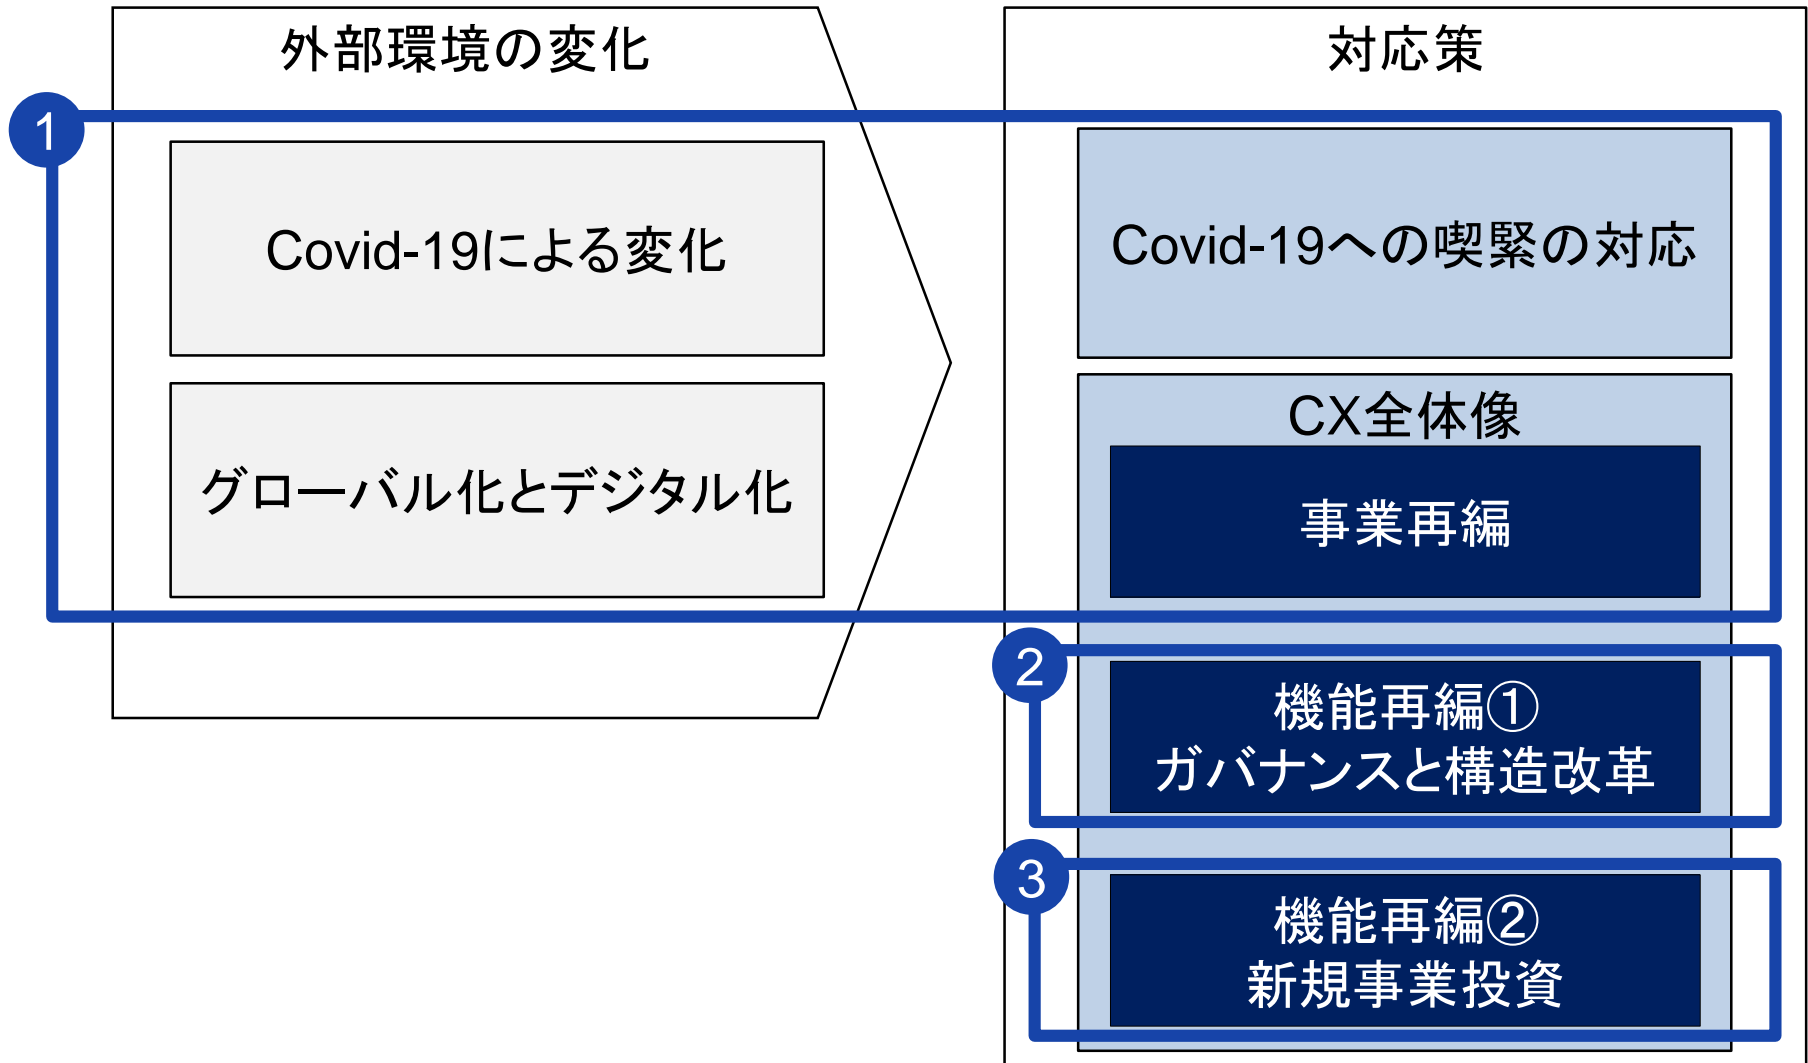 外部環境の変化
対応策
1
Covid-19による変化
Covid-19への喫緊の対応
グローバル化とデジタル化
CX全体像
事業再編
2
機能再編①
ガバナンスと構造改革
3
機能再編②
新規事業投資